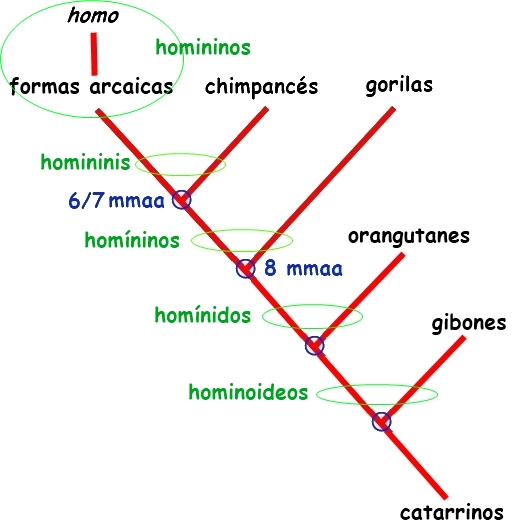 homo
homininos
formas arcaicas
chimpancés
gorilas
homininis
6/7 mmaa
homíninos
8 mmaa
orangutanes
homínidos
gibones
hominoideos
catarrinos